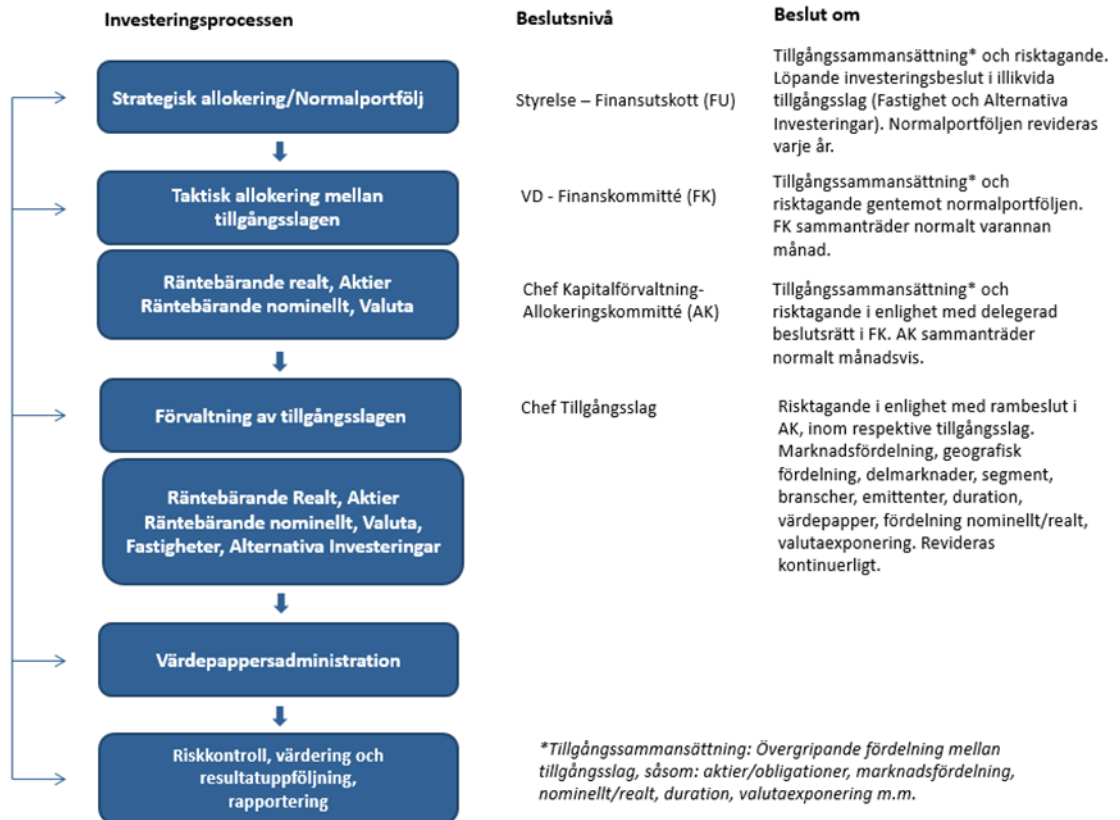 Investeringsprocessen
Beslutsnivå
Beslut om
Strategisk allokering/Normalportfölj
Styrelse – Finansutskott (FU)
Tillgångssammansättning* och risktagande.
Löpande investeringsbeslut i illikvida
tillgångsslag (Fastighet och Alternativa
Investeringar). Normalportföljen revideras
varje år.
Taktisk allokering mellan
tillgångsslagen
VD - Finanskommitté (FK)
Tillgångssammansättning* och
risktagande gentemot normalportföljen.
FK sammanträder normalt varannan
månad.
Räntebärande realt, Aktier
Räntebärande nominellt, Valuta
Chef Kapitalförvaltning-
Allokeringskommitté (AK)
Tillgångssammansättning* och
risktagande i enlighet med delegerad
beslutsrätt i FK. AK sammanträder
normalt månadsvis.
Förvaltning av tillgångsslagen
Chef Tillgångsslag
Risktagande i enlighet med rambeslut i
AK, inom respektive tillgångsslag.
Marknadsfördelning, geografisk
fördelning, delmarknader, segment,
branscher, emittenter, duration,
värdepapper, fördelning nominellt/realt,
valutaexponering. Revideras
kontinuerligt.
Räntebärande Realt, Aktier
Räntebärande nominellt, Valuta,
Fastigheter, Alternativa Investeringar
Värdepappersadministration
Riskkontroll, värdering och
resultatuppföljning,
rapportering
*Tillgångssammansättning: Övergripande fördelning mellan
tillgångsslag, såsom: aktier/obligationer, marknadsfördelning,
nominellt/realt, duration, valutaexponering m.m.